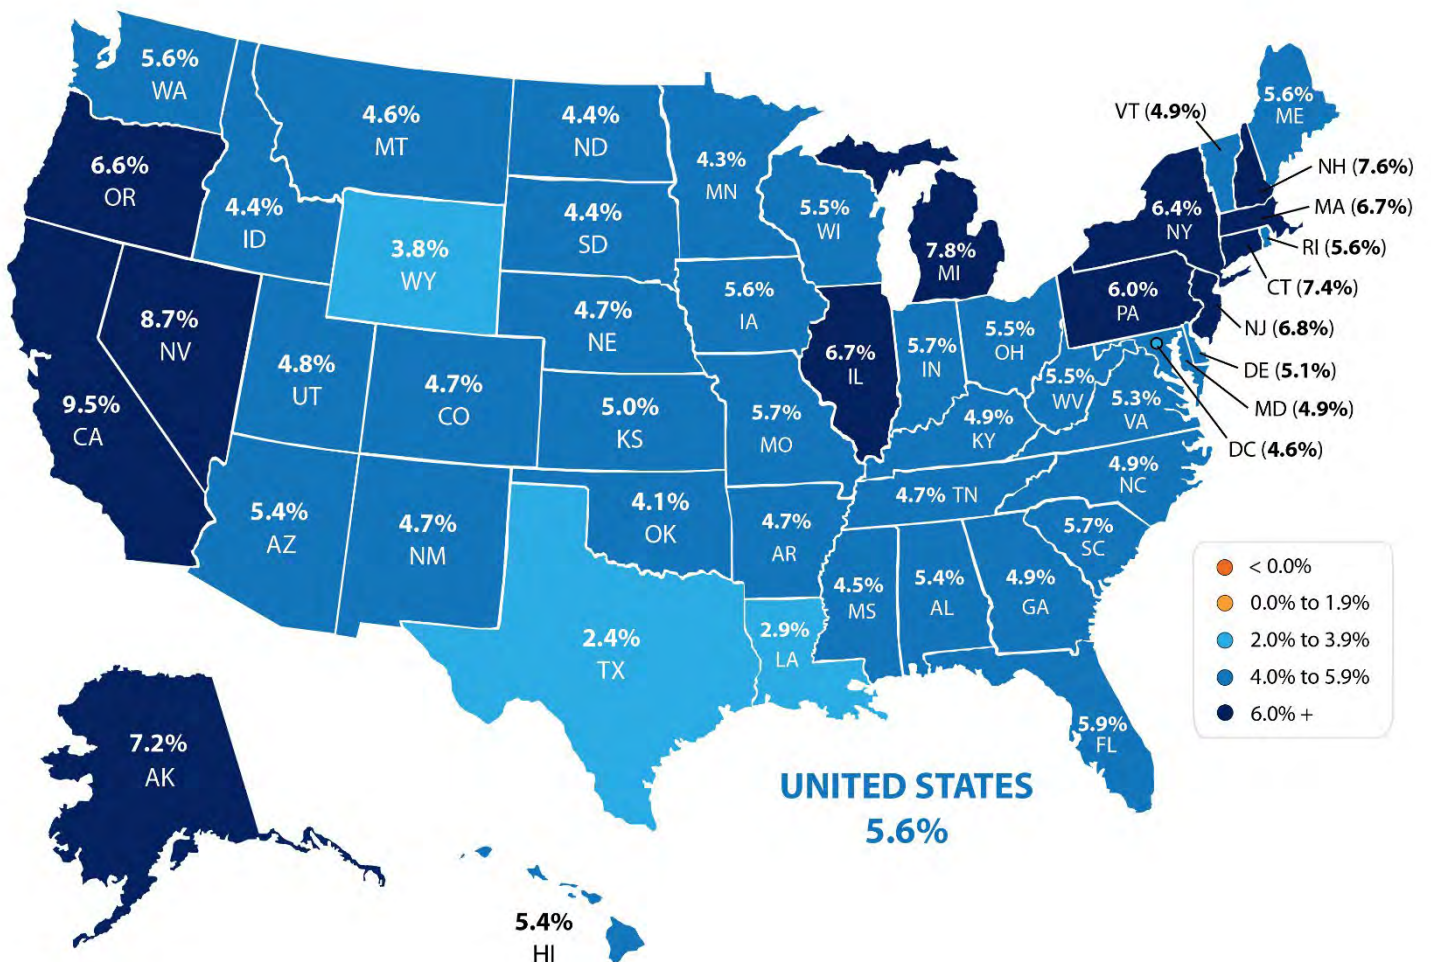 5.6%
WA
6.6%
OR
4.4%
ID
4.6%
MT
4.4%
ND
4.3%
MN
3.8%
WY
4.4%
SD
5.5%
WI
7.8%
MI
6.4%
NY
VT (4.9%)
5.6%
ME
NH (7.6%)
MA (6.7%)
RI (5.6%)
CT (7.4%)
NJ (6.8%)
DE (5.1%)
MD (4.9%)
DC (4.6%)
9.5%
CA
8.7%
NV
4.8%
UT
4.7%
CO
4.7%
NE
5.6%
IA
6.7%
IL
5.7%
IN
5.5%
OH
6.0%
PA
5.0%
KS
5.7%
MO
4.9%
KY
5.5%
WV
5.3%
VA
5.4%
AZ
4.7%
NM
4.1%
OK
4.7%
AR
4.7% TN
4.9%
NC
5.7%
SC
2.4%
TX
2.9%
LA
4.5%
MS
5.4%
AL
4.9%
GA
5.9%
FL
7.2%
AK
5.4%
HI
UNITED STATES
5.6%
< 0.0%
0.0% to 1.9%
2.0% to 3.9%
4.0% to 5.9%
6.0% +